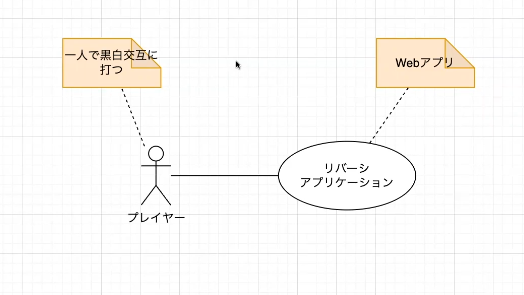 一人で黒白交互に
打つ
Webアプリ
リバーシ
アプリケーション
プレイヤー